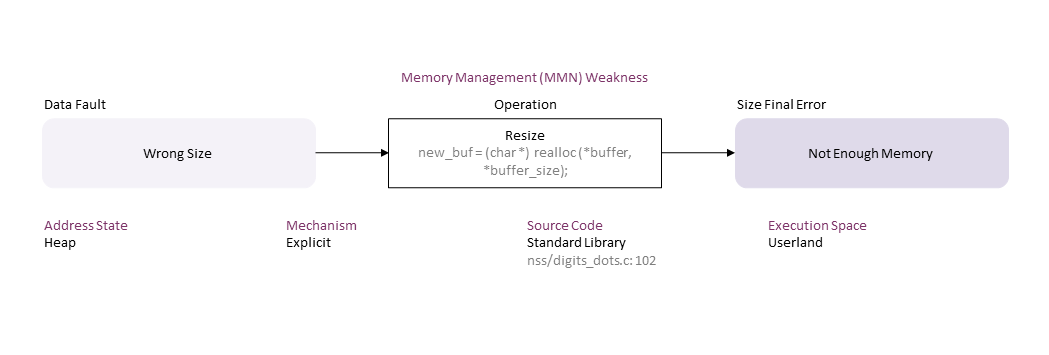 Memory Management (MMN) Weakness
Data Fault
Operation
Size Final Error
Wrong Size
Resize
new_buf = (char*) realloc (*buffer,
*buffer_size);
Not Enough Memory
Address State
Heap
Mechanism
Explicit
Source Code
Standard Library
nss/digits_dots.c: 102
Execution Space
Userland